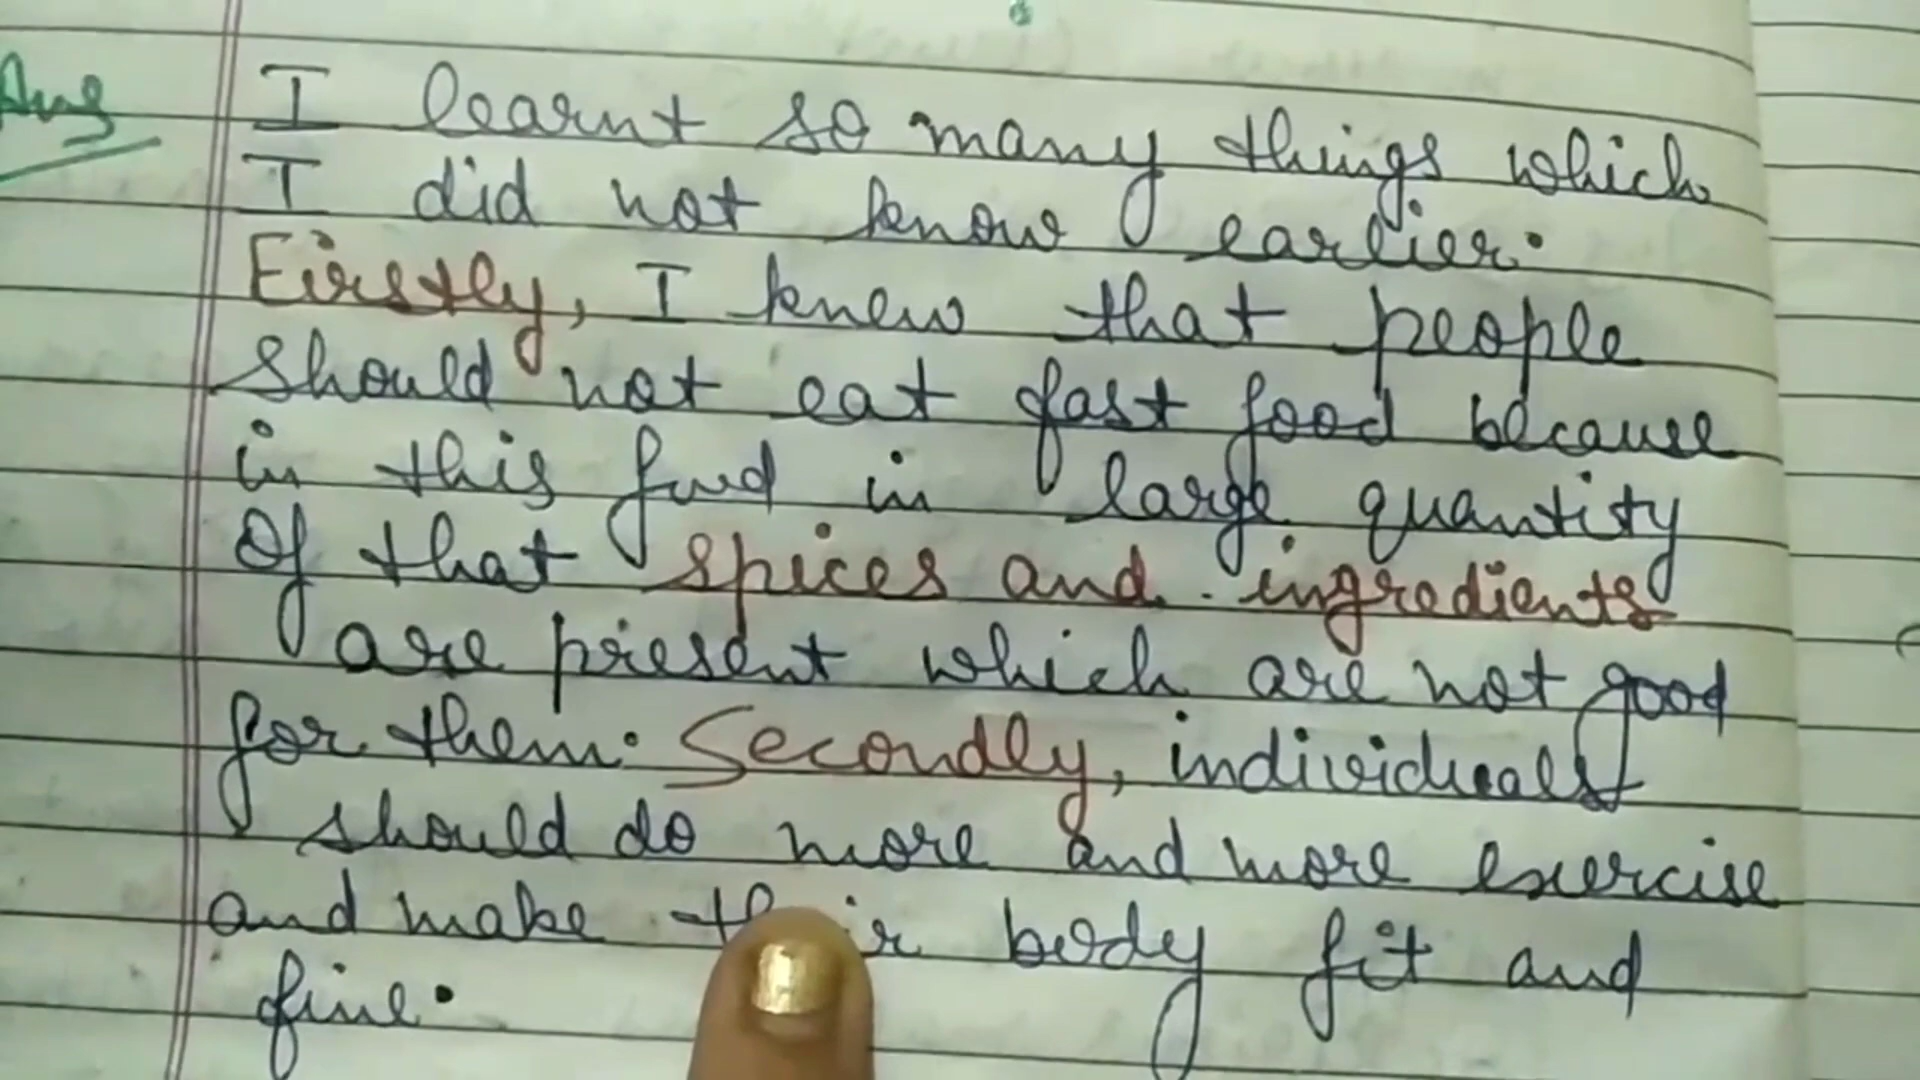 Ans I learnt so many things which
I did not know earlier.
Firstly, I knew that people
should not eat fast food because
in this food in large quantity
of that spices and ingredients
are present which are not good
for them. Secondly, individuals
should do more and more exercise
and make their body fit and
fine.